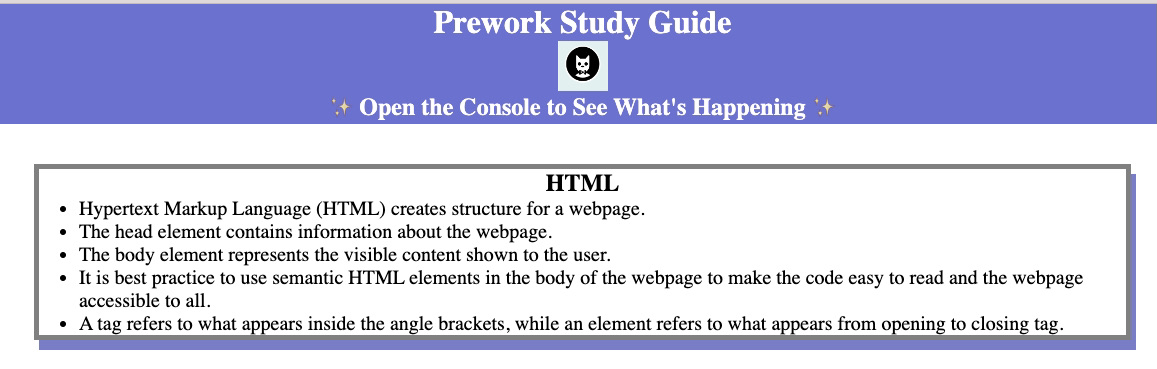 Prework Study Guide
✨ Open the Console to See What's Happening ✨
HTML
• Hypertext Markup Language (HTML) creates structure for a webpage.
• The head element contains information about the webpage.
• The body element represents the visible content shown to the user.
• It is best practice to use semantic HTML elements in the body of the webpage to make the code easy to read and the webpage
accessible to all.
• A tag refers to what appears inside the angle brackets, while an element refers to what appears from opening to closing tag.